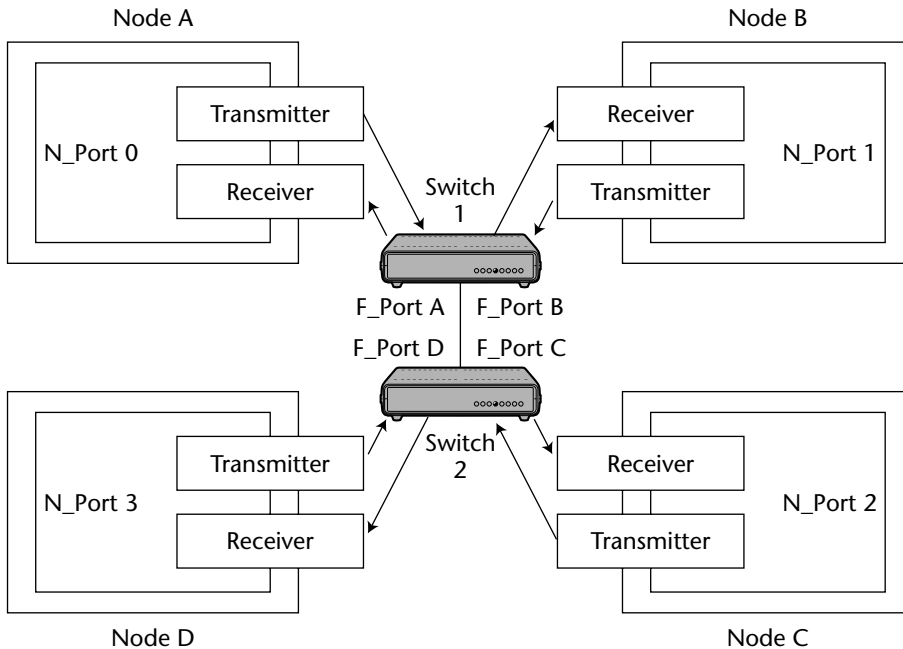 Node A
Node B
Transmitter
Receiver
N_Port 0
N_Port 1
Receiver
Switch
1
Transmitter
F_Port A
F_Port B
F_Port D
F_Port C
Transmitter
Switch
2
Receiver
N_Port 3
N_Port 2
Receiver
Transmitter
Node D
Node C